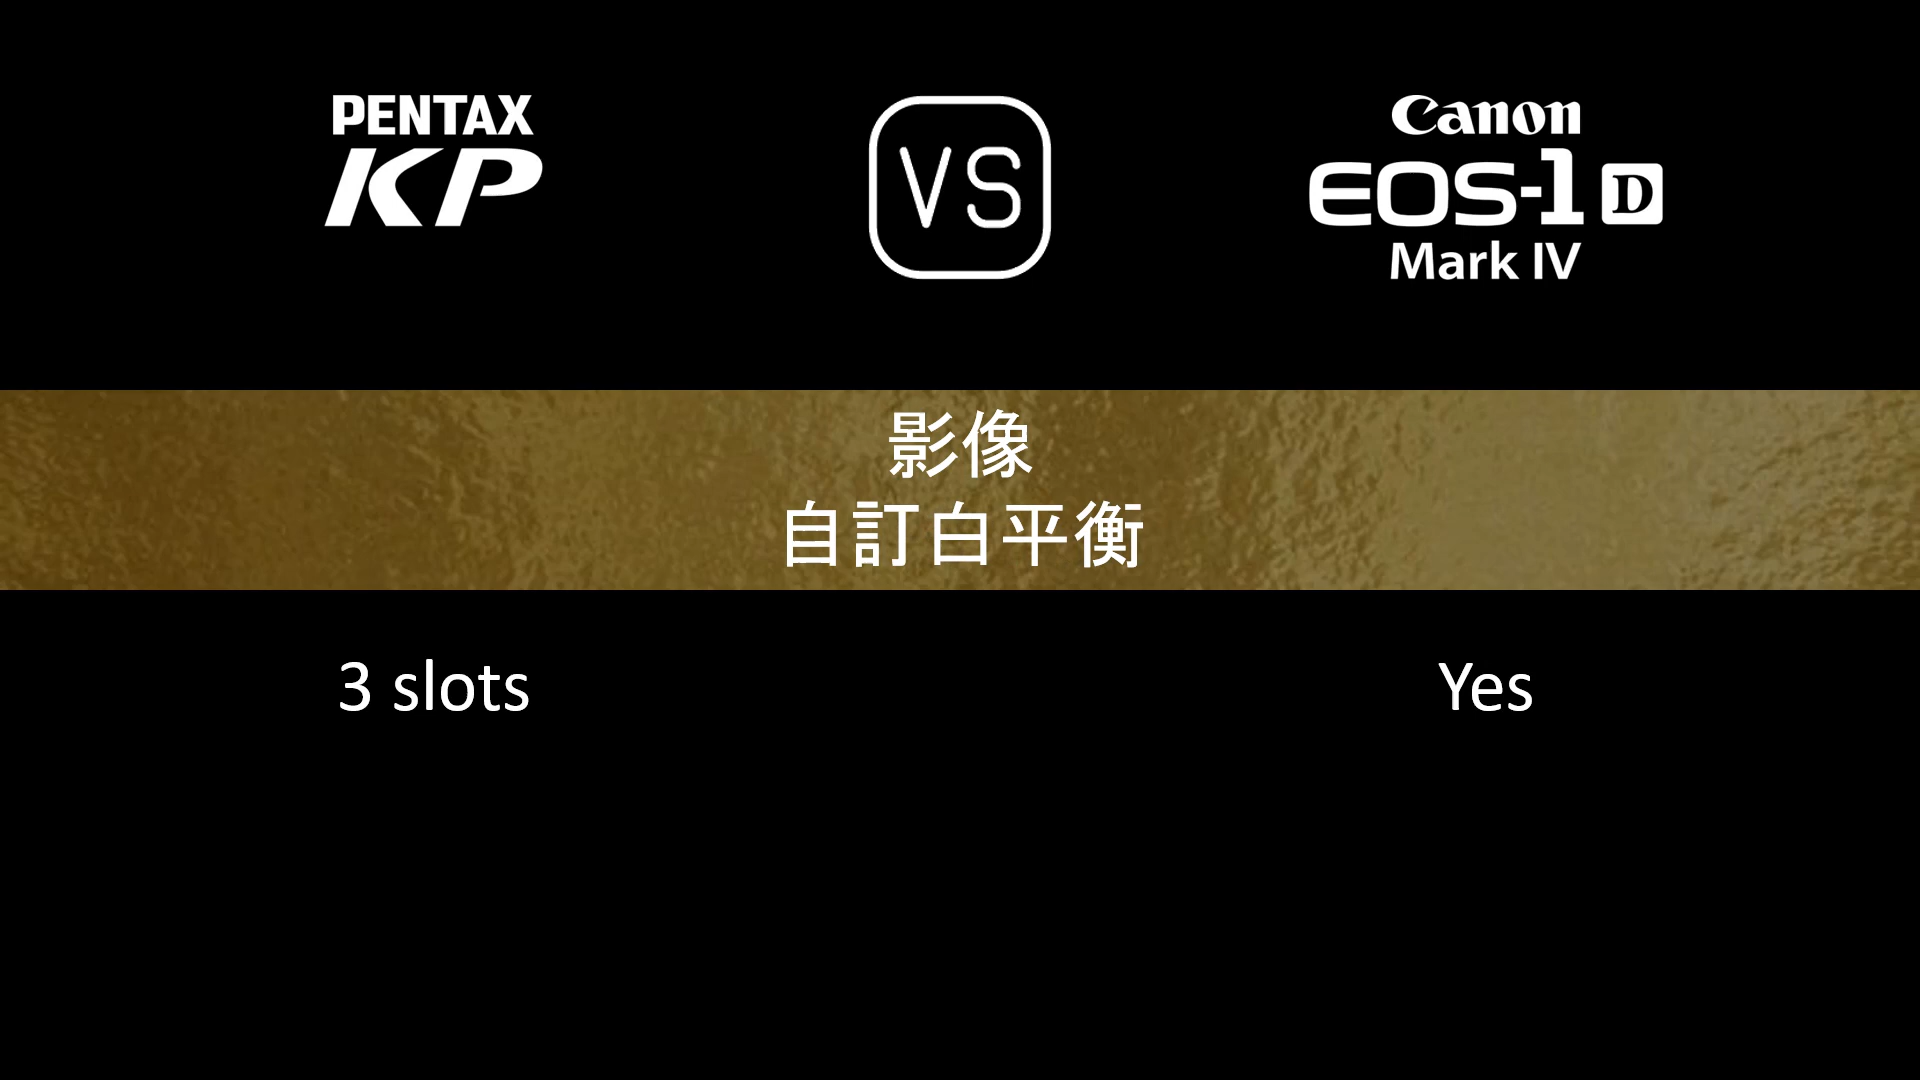 PENTAX
KP
VS
Canon
EOS-1D
Mark IV
影像
自訂白平衡
3 slots
Yes